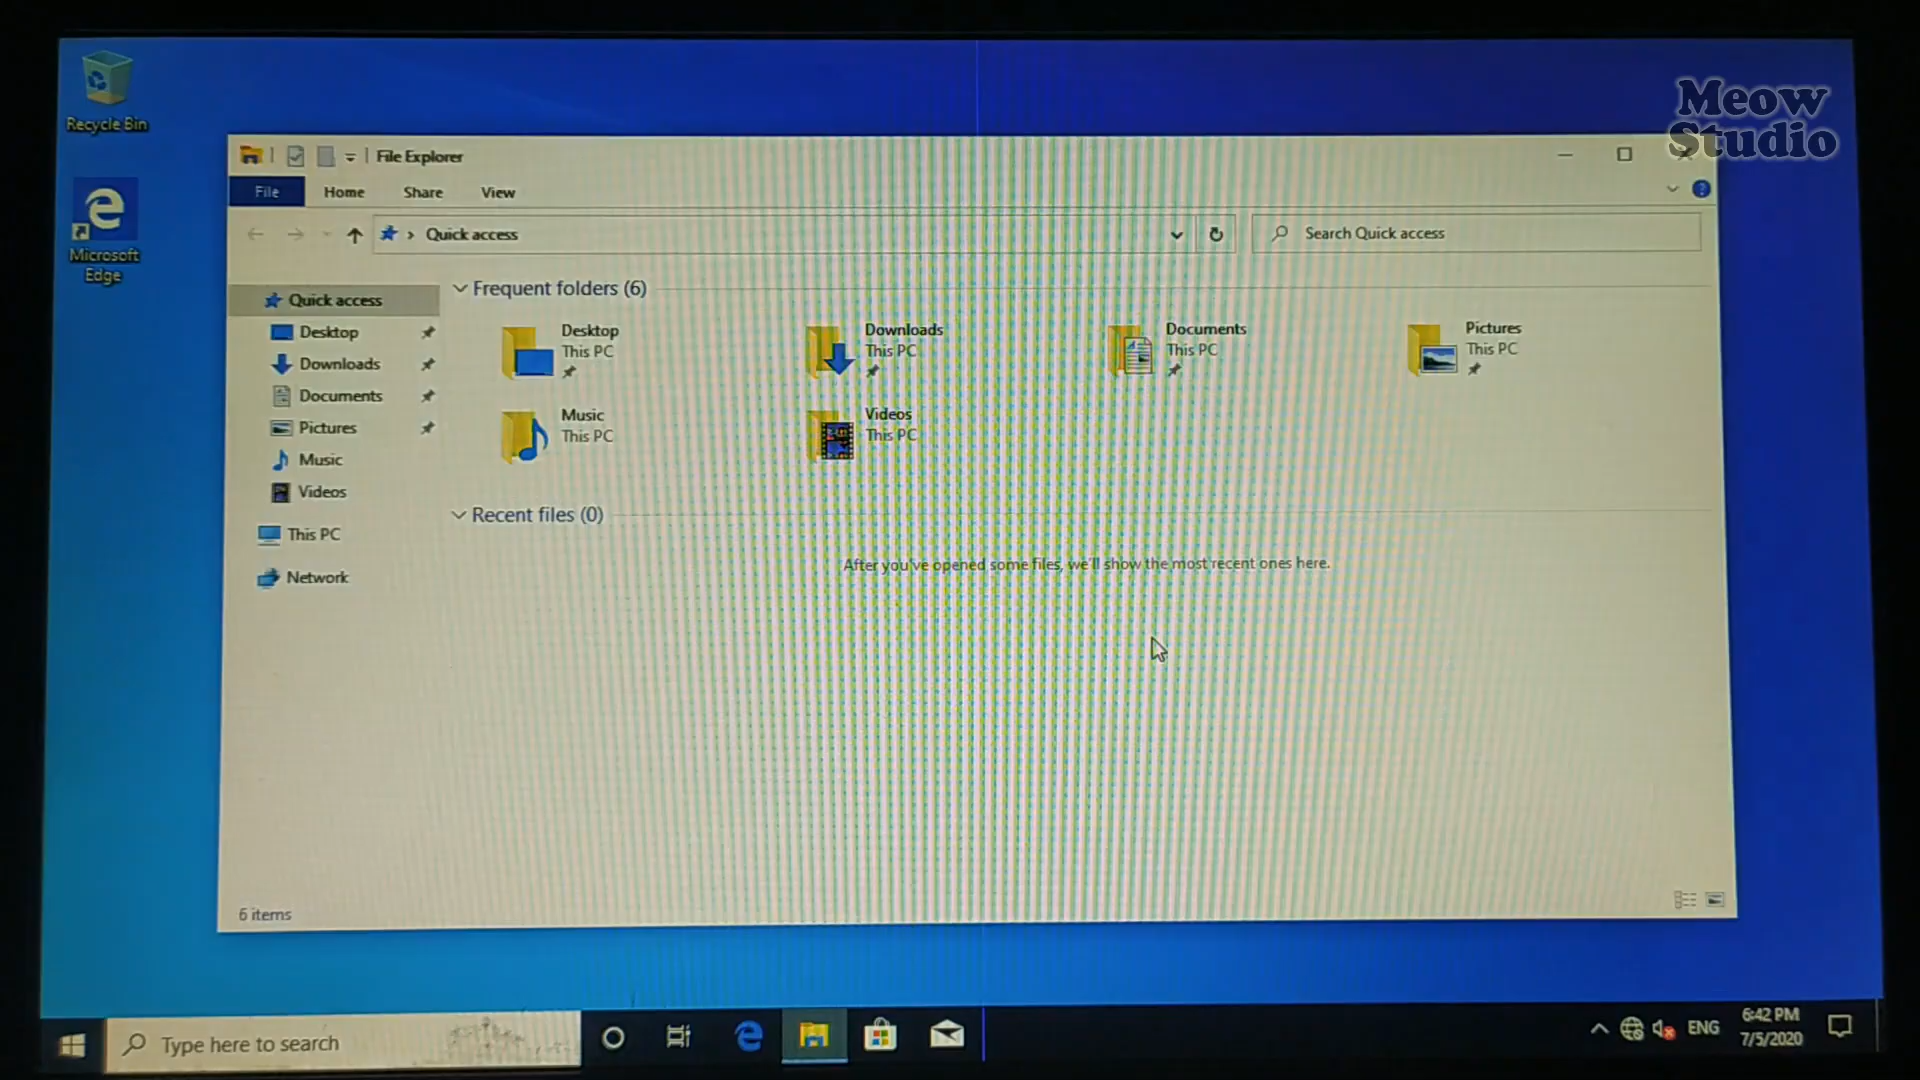 Meow
Studio
Recycle Bin
Microsoft
Edge
File Explorer
File
Home
Share
View
Quick access
Search Quick access
Quick access
Desktop
Downloads
Documents
Pictures
Music
Videos
This PC
Network
Frequent folders (6)
Desktop
This PC
Downloads
This PC
Documents
This PC
Pictures
This PC
Music
This PC
Videos
This PC
Recent files (0)
After you've opened some files, we'll show the most recent ones here.
6 items
Type here to search
ENG
6:42 PM
7/5/2020